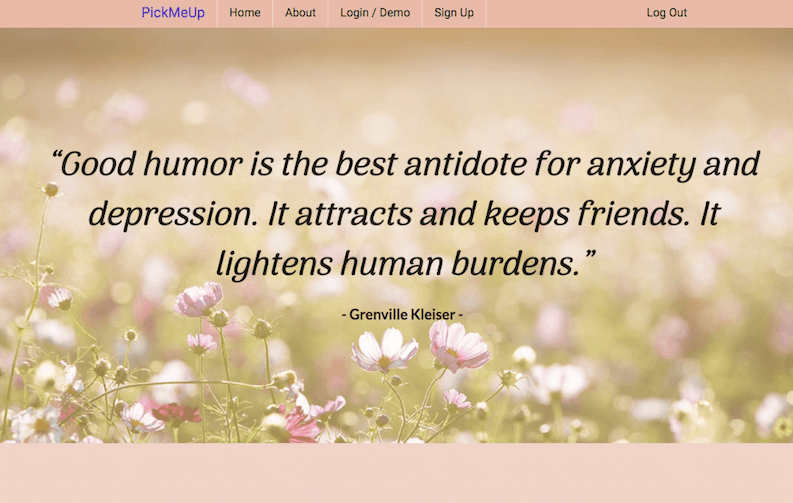 PickMeUp Home About Login / Demo Sign Up Log Out
“Good humor is the best antidote for anxiety and
depression. It attracts and keeps friends. It
lightens human burdens.”
- Grenville Kleiser -